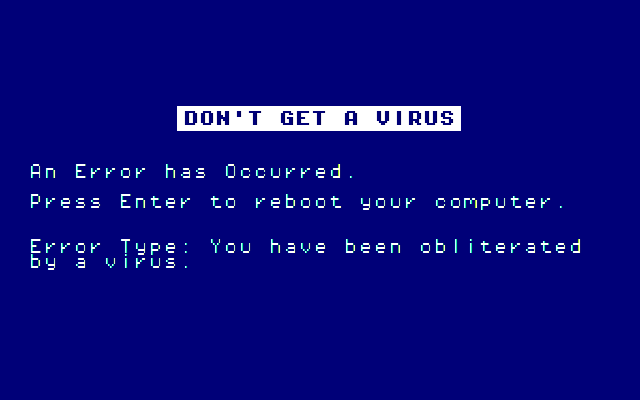 DON'T GET A VIRUS
An Error has Occurred.
Press Enter to reboot your computer.
Error Type: You have been obliterated
by a virus.